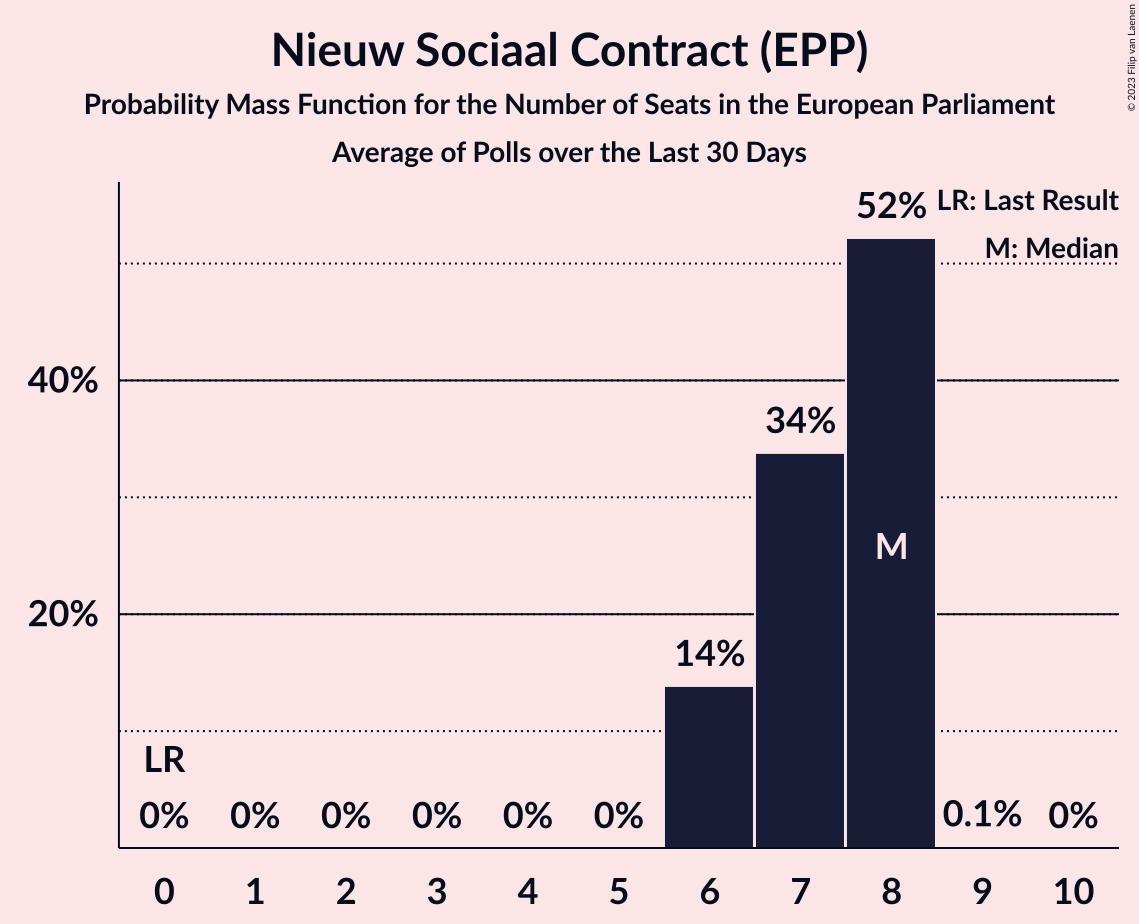 Nieuw Sociaal Contract (EPP)
Probability Mass Function for the Number of Seats in the European Parliament
Average of Polls over the Last 30 Days
© 2023 Filip van Laenen
52% LR: Last Result
M: Median
40%
34%
M
20%
14%
LR
0% 0% 0% 0% 0% 0% 0.1% 0%
0 1 2 3 4 5 6 7 8 9 10